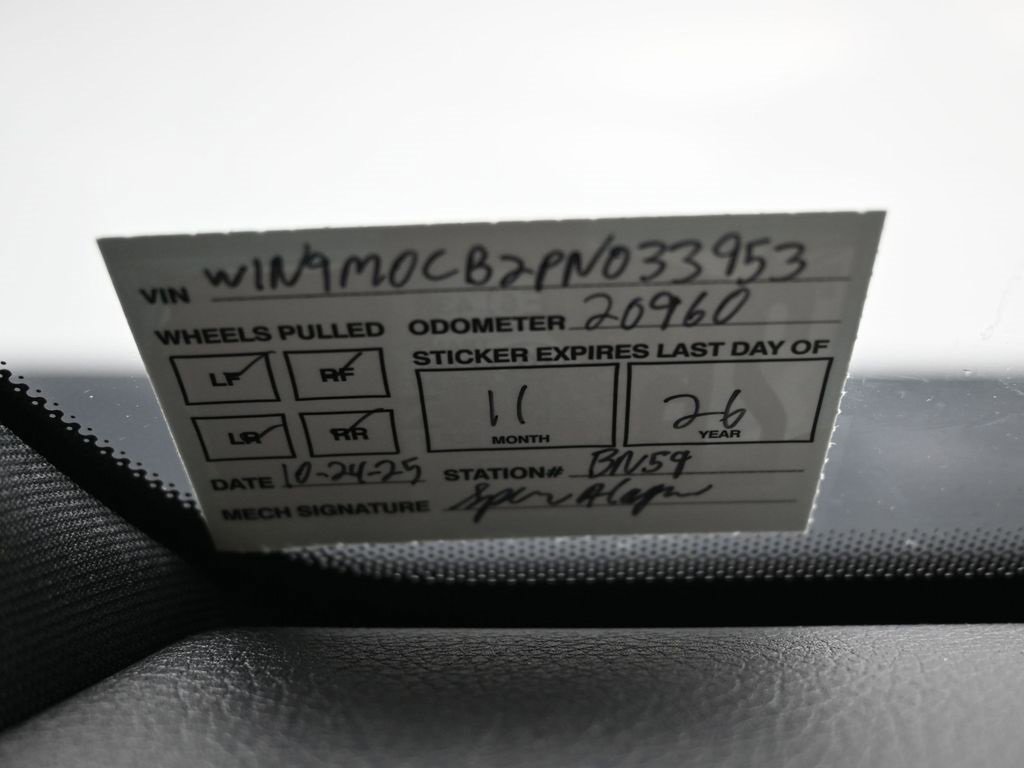 VIN W1N9M0CB2PN033953
WHEELS PULLED ODOMETER 20960
LF RF STICKER EXPIRES LAST DAY OF
11 26
LR RR MONTH YEAR
DATE 10-24-25 STATION# BN59
MECH SIGNATURE